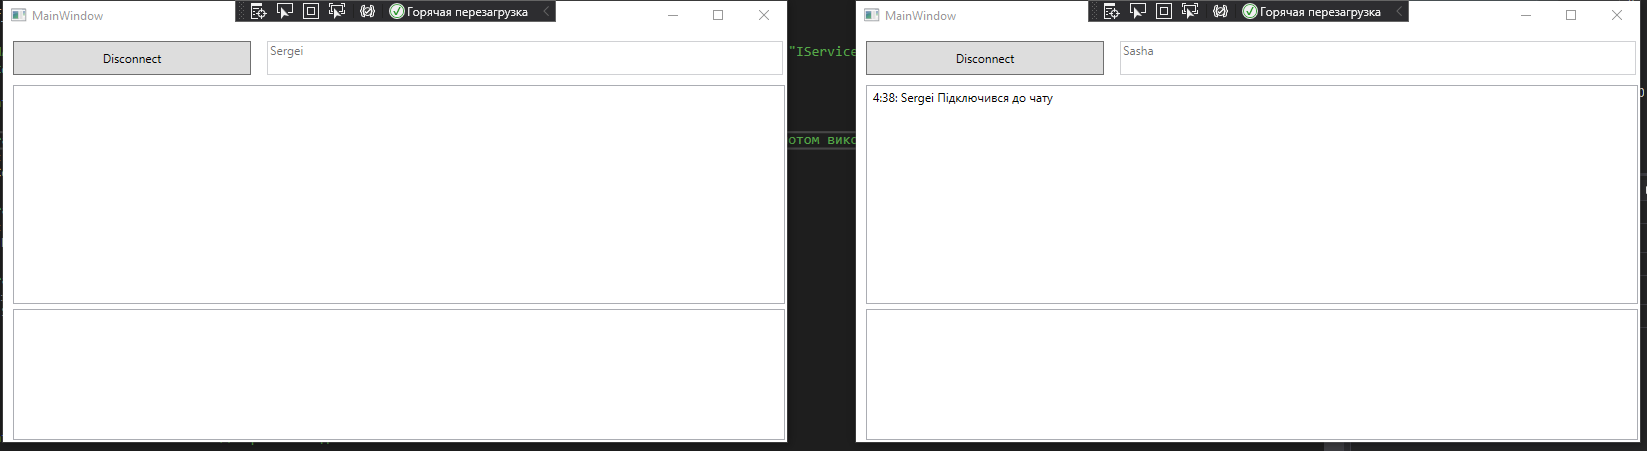 MainWindow
Горячая перезагрузка
Disconnect
Sergei
"IService
отом вико
MainWindow
Горячая перезагрузка
Disconnect
Sasha
4:38: Sergei Підключився до чату